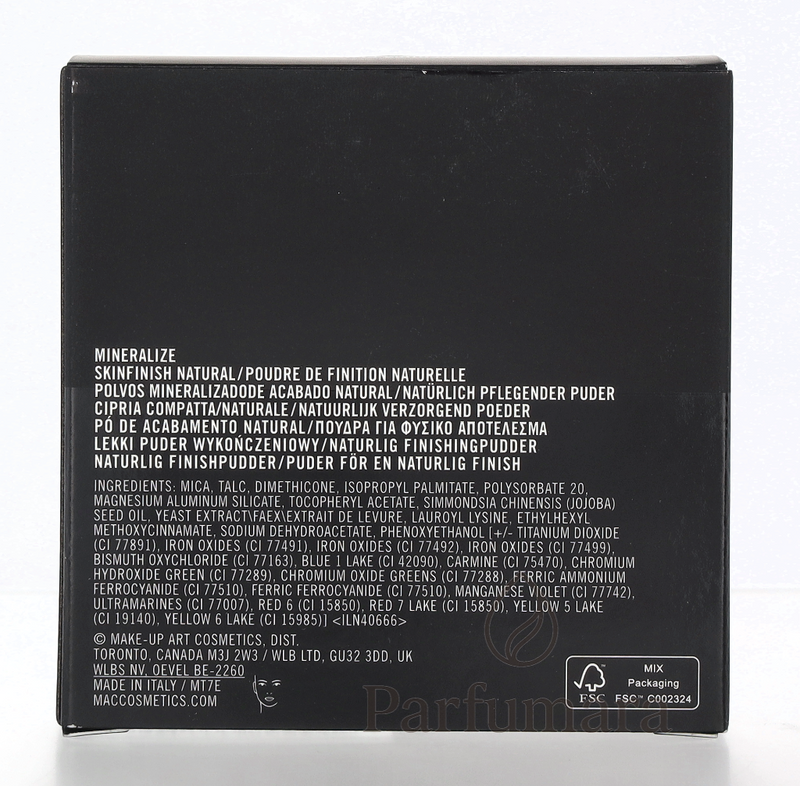 MINERALIZE
SKINFINISH NATURAL/POUDRE DE FINITION NATURELLE
POLVOS MINERALIZADODE ACABADO NATURAL/NATÜRLICH PFLEGENDER PUDER
CIPRIA COMPATTA/NATURALE/NATUURLIJK VERZORGEND POEDER
PÓ DE ACABAMENTO NATURAL/ΠΟΥΔΡΑ ΓΙΑ ΦΥΣΙΚΟ ΑΠΟΤΕΛΕΣΜΑ
LEKKI PUDER WYKOŃCZENIOWY/NATURLIG FINISHINGPUDDER
NATURLIG FINISHPUDDER/PUDER FÖR EN NATURLIG FINISH
INGREDIENTS: MICA, TALC, DIMETHICONE, ISOPROPYL PALMITATE, POLYSORBATE 20,
MAGNESIUM ALUMINUM SILICATE, TOCOPHERYL ACETATE, SIMMONDSIA CHINENSIS (JOJOBA)
SEED OIL, YEAST EXTRACT\FAEX\EXTRAIT DE LEVURE, LAUROYL LYSINE, ETHYLHEXYL
METHOXYCINNAMATE, SODIUM DEHYDROACETATE, PHENOXYETHANOL [+/- TITANIUM DIOXIDE
(CI 77891), IRON OXIDES (CI 77491), IRON OXIDES (CI 77492), IRON OXIDES (CI 77499),
BISMUTH OXYCHLORIDE (CI 77163), BLUE 1 LAKE (CI 42090), CARMINE (CI 75470), CHROMIUM
HYDROXIDE GREEN (CI 77289), CHROMIUM OXIDE GREENS (CI 77288), FERRIC AMMONIUM
FERROCYANIDE (CI 77510), FERRIC FERROCYANIDE (CI 77510), MANGANESE VIOLET (CI 77742),
ULTRAMARINES (CI 77007), RED 6 (CI 15850), RED 7 LAKE (CI 15850), YELLOW 5 LAKE
(CI 19140), YELLOW 6 LAKE (CI 15985)] <ILN40666>
© MAKE-UP ART COSMETICS, DIST.
TORONTO, CANADA M3J 2W3 / WLB LTD, GU32 3DD, UK
WLBS NV, OEVEL BE-2260
MADE IN ITALY / MT7E
MACCOSMETICS.COM
FSC
MIX
Packaging
FSC™ C002324
Parfumara